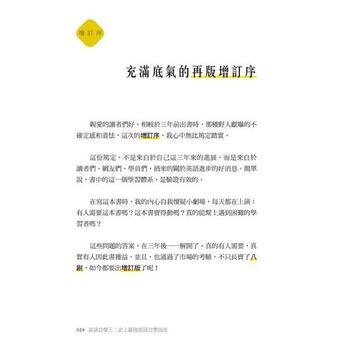 增訂序
充滿底氣的再版增訂序
親愛的讀者們好，相較於三年前出書時，那種野人獻曝的不
確定感和羞怯，這次的增訂序，我心中無比篤定踏實。
這份篤定，不是來自於自己這三年來的進展，而是來自於
讀者們，網友們，學員們，捎來的關於英語進步的好消息。簡單
說，書中的這一個學習體系，是驗證有效的。
在寫這本書時，我的內心自我懷疑小劇場，每天都在上演：
有人需要這本書嗎？這本書賣得動嗎？真的能幫上遇到困難的學
習者嗎？
這些問題的答案，在三年後一一解開了，真的有人需要，真
實有人因此書獲益，並且，也通過了市場的考驗，不只長賣了八
刷，如今都要出增訂版了呢！
024 英語自學王：史上最強英語自學指南